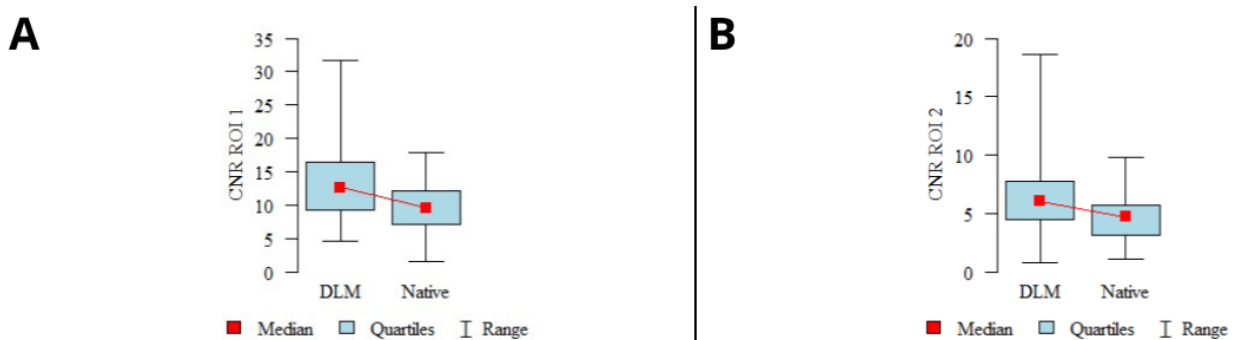 A
CNR ROI 1
35
30
25
20
15
10
5
0
DLM Native
Median Quartiles Range
B
CNR ROI 2
20
15
10
5
0
DLM Native
Median Quartiles Range